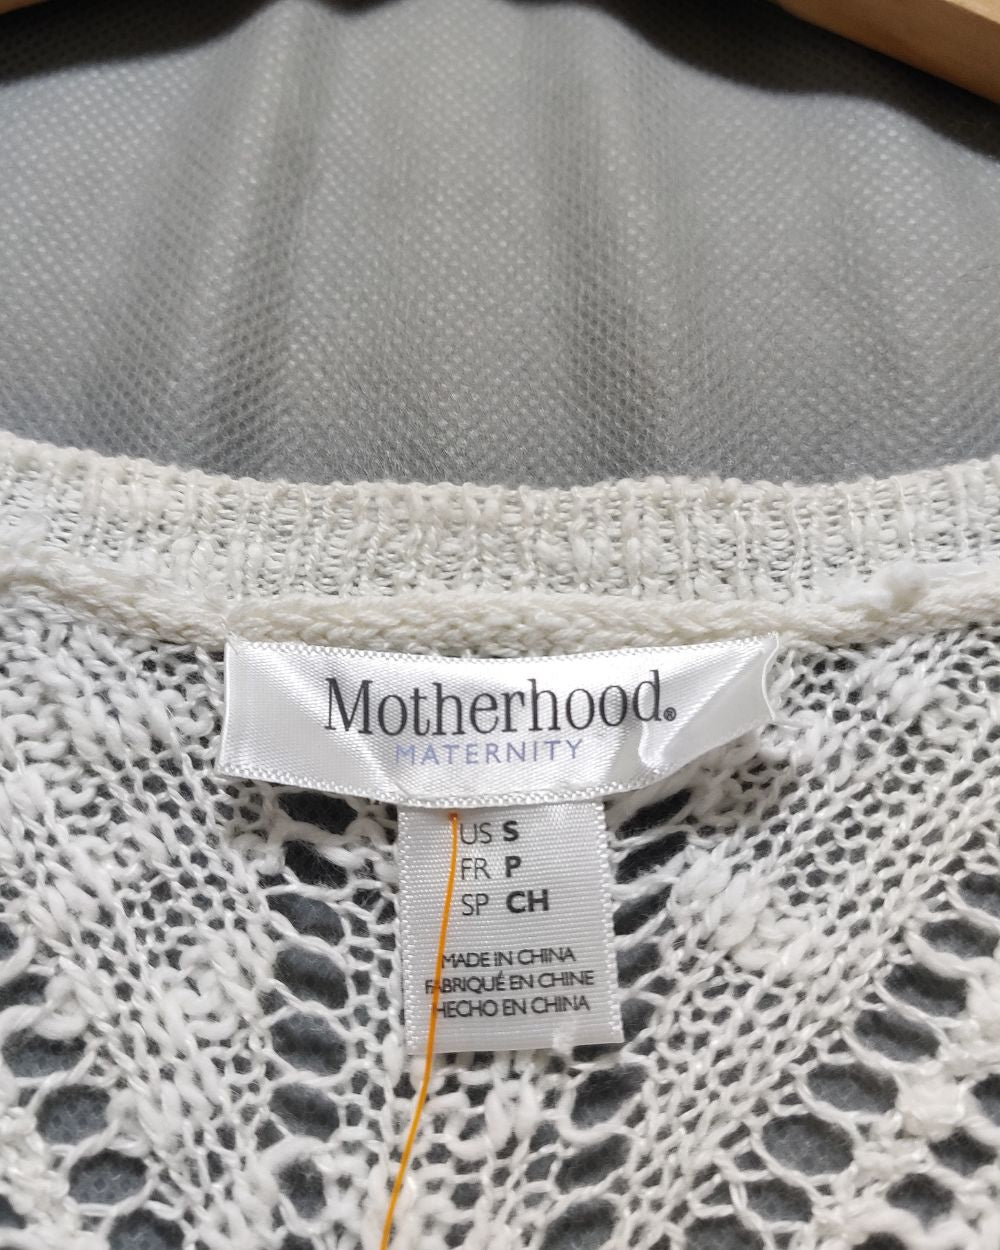 Motherhood®
MATERNITY
US S
FR P
SP CH
MADE IN CHINA
FABRIQUÉ EN CHINE
HECHO EN CHINA